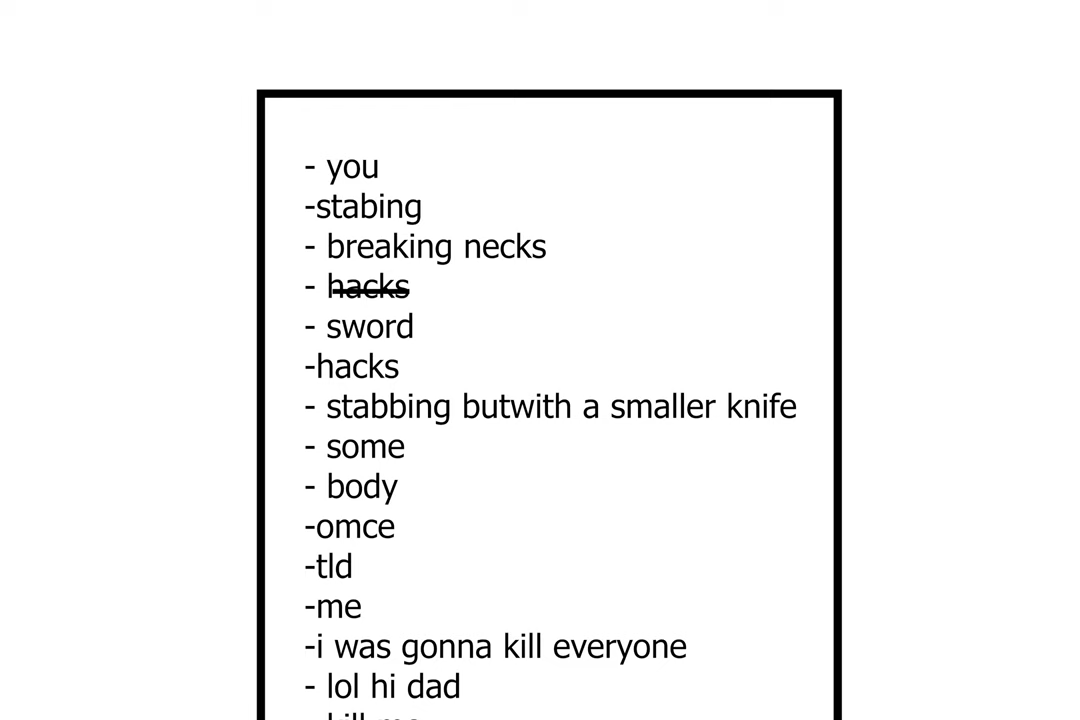 - you
-stabing
- breaking necks
- hacks
- sword
-hacks
- stabbing butwith a smaller knife
- some
- body
-omce
-tld
-me
-i was gonna kill everyone
- lol hi dad